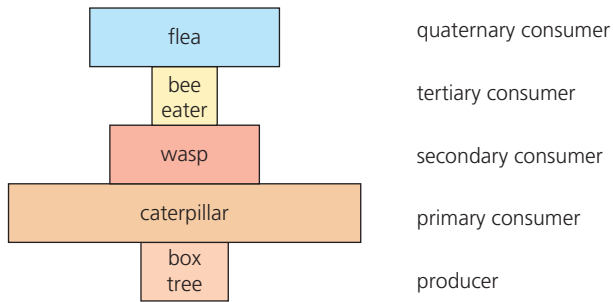 flea quaternary consumer
bee
eater tertiary consumer
wasp secondary consumer
caterpillar primary consumer
box
tree producer